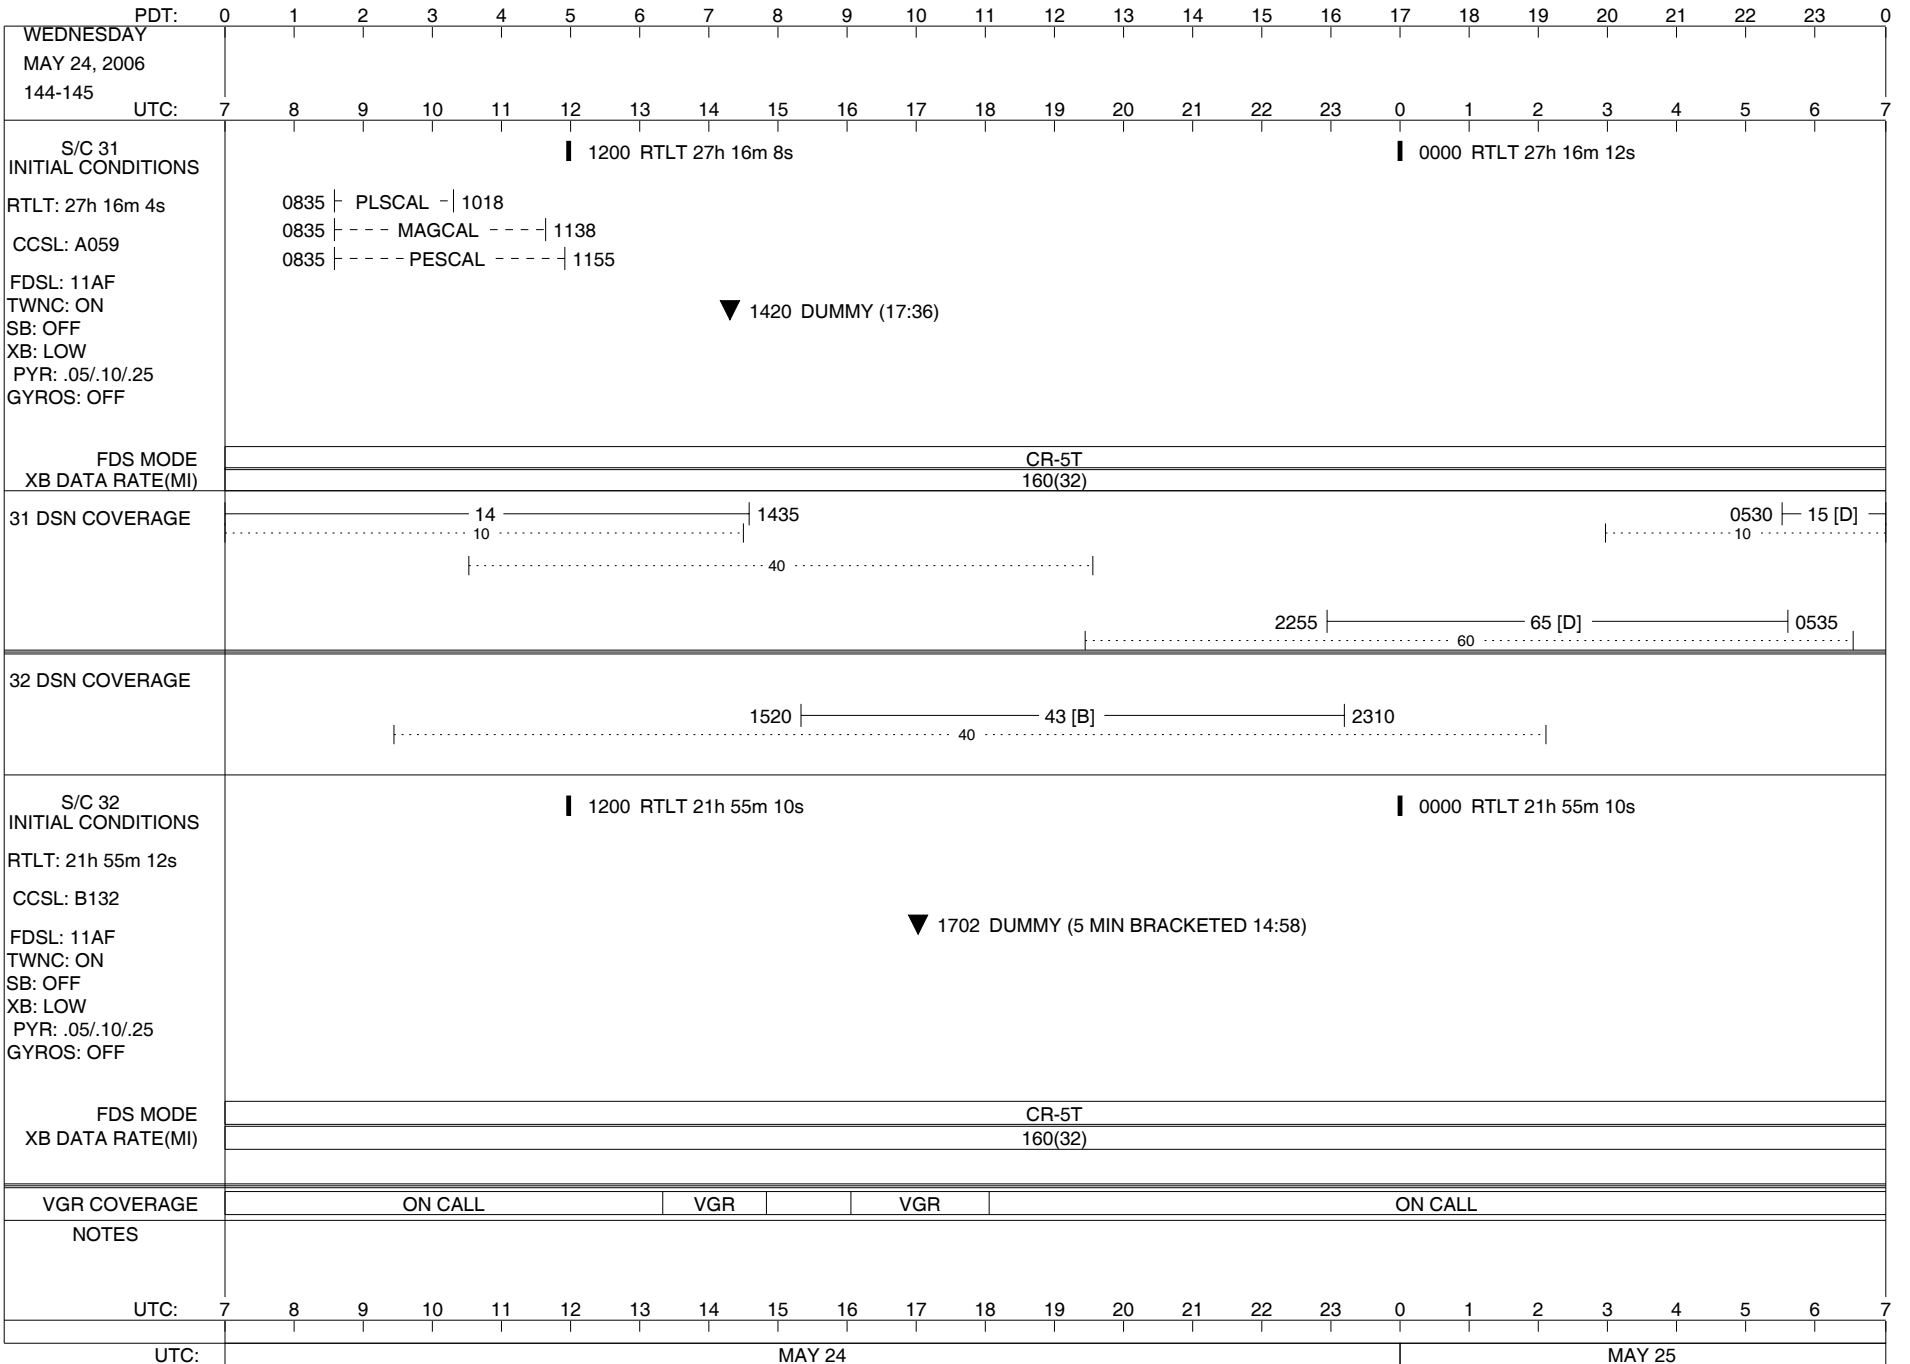 PDT: 0 1 2 3 4 5 6 7 8 9 10 11 12 13 14 15 16 17 18 19 20 21 22 23 0
WEDNESDAY
MAY 24, 2006
144-145
UTC: 7 8 9 10 11 12 13 14 15 16 17 18 19 20 21 22 23 0 1 2 3 4 5 6 7
S/C 31
INITIAL CONDITIONS
1200 RTLT 27h 16m 8s
0000 RTLT 27h 16m 12s
RTLT: 27h 16m 4s
0835 PLSCAL 1018
0835 MAGCAL 1138
CCSL: A059
0835 PESCAL 1155
FDSL: 11AF
TWNC: ON
1420 DUMMY (17:36)
SB: OFF
XB: LOW
PYR: .05/.10/.25
GYROS: OFF
FDS MODE CR-5T
XB DATA RATE(MI) 160(32)
31 DSN COVERAGE
14 1435
0530 15 [D]
10
10
40
2255 65 [D] 0535
60
32 DSN COVERAGE
1520 43 [B] 2310
40
S/C 32
INITIAL CONDITIONS
1200 RTLT 21h 55m 10s
0000 RTLT 21h 55m 10s
RTLT: 21h 55m 12s
CCSL: B132
1702 DUMMY (5 MIN BRACKETED 14:58)
FDSL: 11AF
TWNC: ON
SB: OFF
XB: LOW
PYR: .05/.10/.25
GYROS: OFF
FDS MODE CR-5T
XB DATA RATE(MI) 160(32)
VGR COVERAGE ON CALL VGR VGR ON CALL
NOTES
UTC: 7 8 9 10 11 12 13 14 15 16 17 18 19 20 21 22 23 0 1 2 3 4 5 6 7
UTC: MAY 24 MAY 25